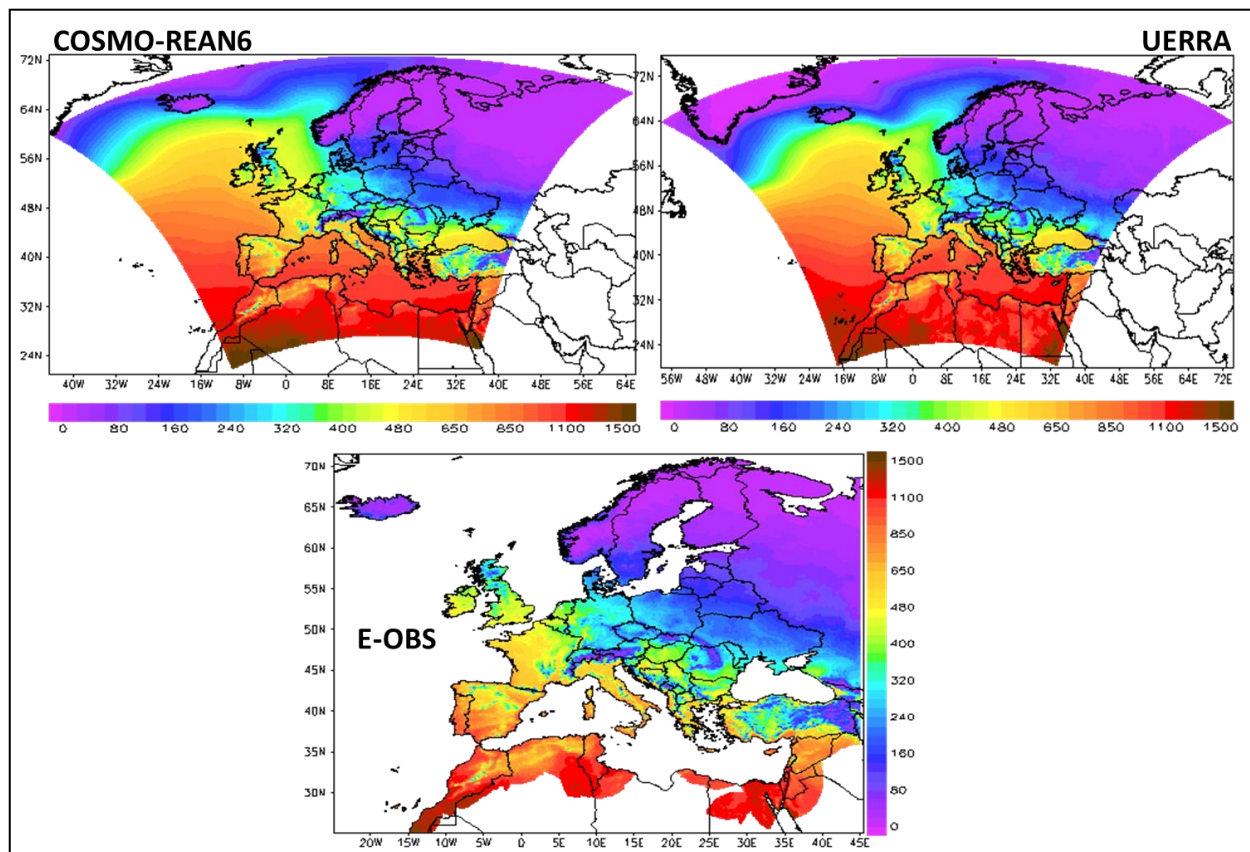 COSMO-REAN6
UERRA
72N
64N
56N
48N
40N
32N
24N
40W 32W 24W 16W 8W 0 8E 16E 24E 32E 40E 48E 56E 64E
0 80 160 240 320 400 480 650 850 1100 1500
72N
64N
56N
48N
40N
32N
24N
56W 48W 40W 32W 24W 16W 8W 0 8E 16E 24E 32E 40E 48E 56E 64E 72E
0 80 160 240 320 400 480 650 850 1100 1500
E-OBS
70N
65N
60N
55N
50N
45N
40N
35N
30N
20W 15W 10W 5W 0 5E 10E 15E 20E 25E 30E 35E 40E 45E
1500
1100
850
650
480
400
320
240
160
80
0